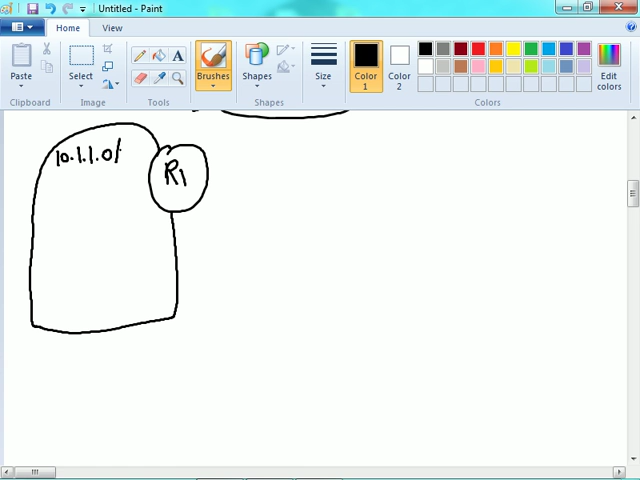 Untitled - Paint
Home View
Paste Select Brushes Shapes Size Color 1 Color 2 Edit colors
Clipboard Image Tools Shapes Colors
10.1.1.0/
R1